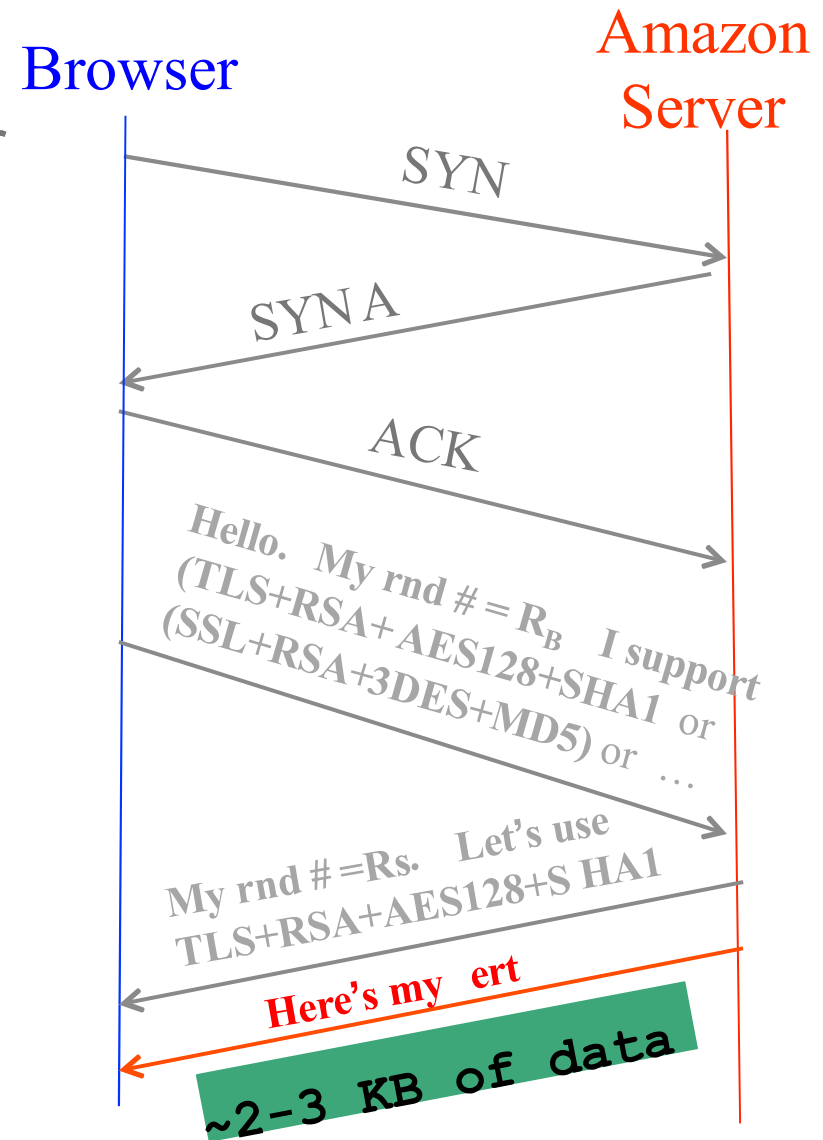 Browser
Amazon
Server
SYN
SYN A
ACK
Hello. My rnd # = RB I support
(TLS+RSA+ AES128+SHA1 or
(SSL+RSA+3DES+MD5) or …
My rnd # =Rs. Let’s use
TLS+RSA+AES128+S HA1
Here’s my ert
~2-3 KB of data